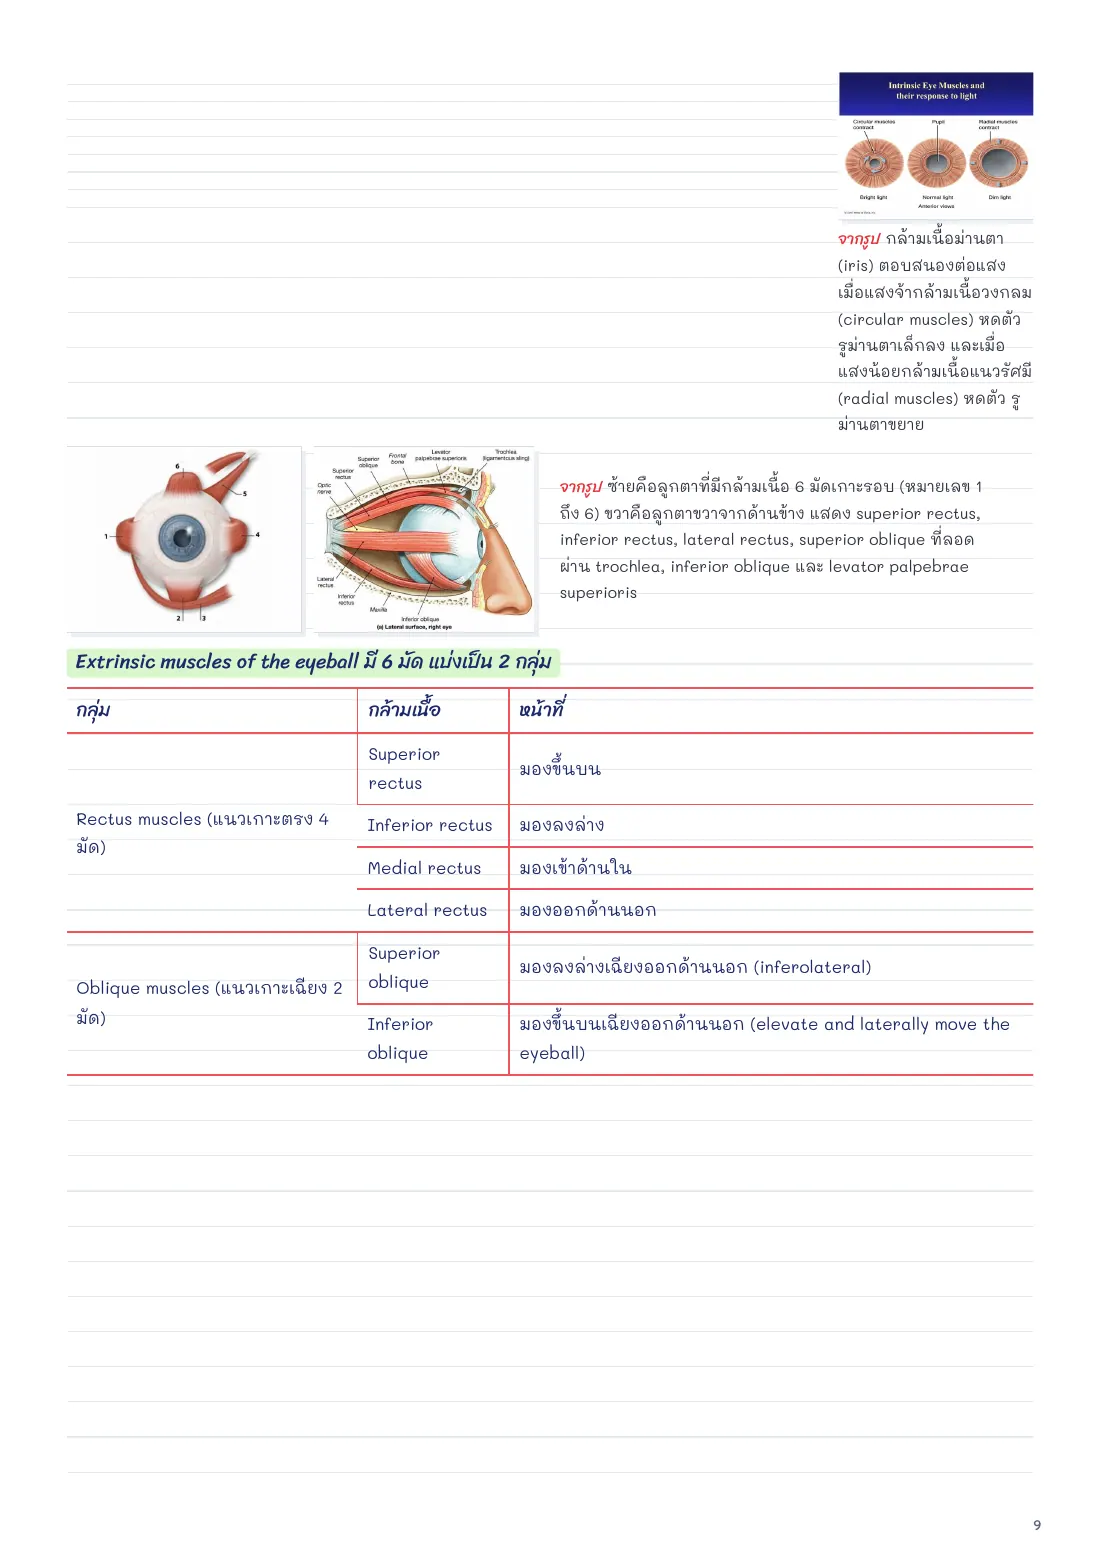 Intrinsic Eye Muscles and
their response to light
Circular muscles
contract
Pupil
Radial muscles
contract
Bright light
Normal light
Dim light
Anterior views
จากรูป กล้ามเนื้อม่านตา
(iris) ตอบสนองต่อแสง
เมื่อแสงจ้ากล้ามเนื้อวงกลม
(circular muscles) หดตัว
รูม่านตาเล็กลง และเมื่อ
แสงน้อยกล้ามเนื้อแนวรัศมี
(radial muscles) หดตัว รู
ม่านตาขยาย
6
5
1
4
2
3
Optic
nerve
Superior
rectus
Superior
oblique
Frontal
bone
Levator
palpebrae superioris
Trochlea
(ligamentous sling)
Lateral
rectus
Inferior
rectus
Maxilla
Inferior oblique
(a) Lateral surface, right eye
จากรูป ซ้ายคือลูกตาที่มีกล้ามเนื้อ 6 มัดเกาะรอบ (หมายเลข 1
ถึง 6) ขวาคือลูกตาขวาจากด้านข้าง แสดง superior rectus,
inferior rectus, lateral rectus, superior oblique ที่ลอด
ผ่าน trochlea, inferior oblique และ levator palpebrae
superioris
Extrinsic muscles of the eyeball มี 6 มัด แบ่งเป็น 2 กลุ่ม
กลุ่ม
กล้ามเนื้อ
หน้าที่
Rectus muscles (แนวเกาะตรง 4
มัด)
Superior
rectus
มองขึ้นบน
Inferior rectus
มองลงล่าง
Medial rectus
มองเข้าด้านใน
Lateral rectus
มองออกด้านนอก
Oblique muscles (แนวเกาะเฉียง 2
มัด)
Superior
oblique
มองลงล่างเฉียงออกด้านนอก (inferolateral)
Inferior
oblique
มองขึ้นบนเฉียงออกด้านนอก (elevate and laterally move the
eyeball)
9